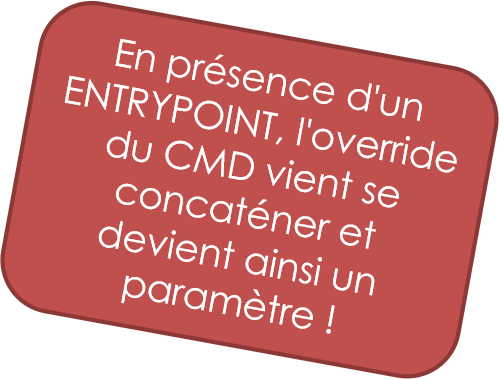 En présence d'un
ENTRYPOINT, l'override
du CMD vient se
concaténer et
devient ainsi un
paramètre !